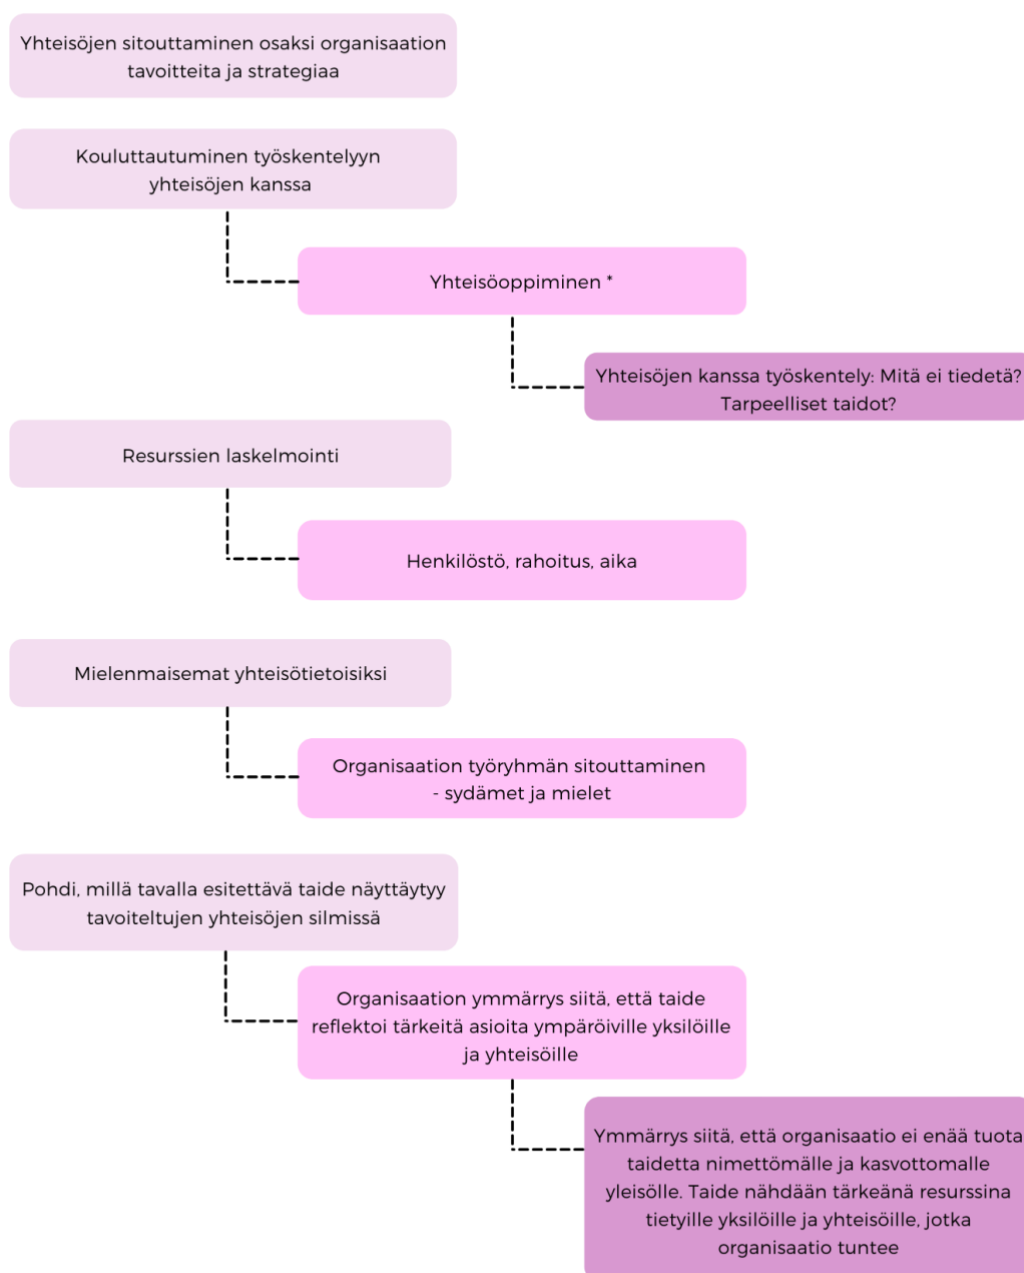 Yhteisöjen sitouttaminen osaksi organisaation
tavoitteita ja strategiaa
Kouluttautuminen työskentelyyn
yhteisöjen kanssa
Yhteisöoppiminen *
Yhteisöjen kanssa työskentely: Mitä ei tiedetä?
Tarpeelliset taidot?
Resurssien laskelmointi
Henkilöstö, rahoitus, aika
Mielenmaisemat yhteisötietoisiksi
Organisaation työryhmän sitouttaminen
- sydämet ja mielet
Pohdi, millä tavalla esitettävä taide näyttäytyy
tavoiteltujen yhteisöjen silmissä
Organisaation ymmärrys siitä, että taide
reflektoi tärkeitä asioita ympäröiville yksilöille
ja yhteisöille
Ymmärrys siitä, että organisaatio ei enää tuota
taidetta nimettömälle ja kasvottomalle
yleisölle. Taide nähdään tärkeänä resurssina
tietyille yksilöille ja yhteisöille, jotka
organisaatio tuntee